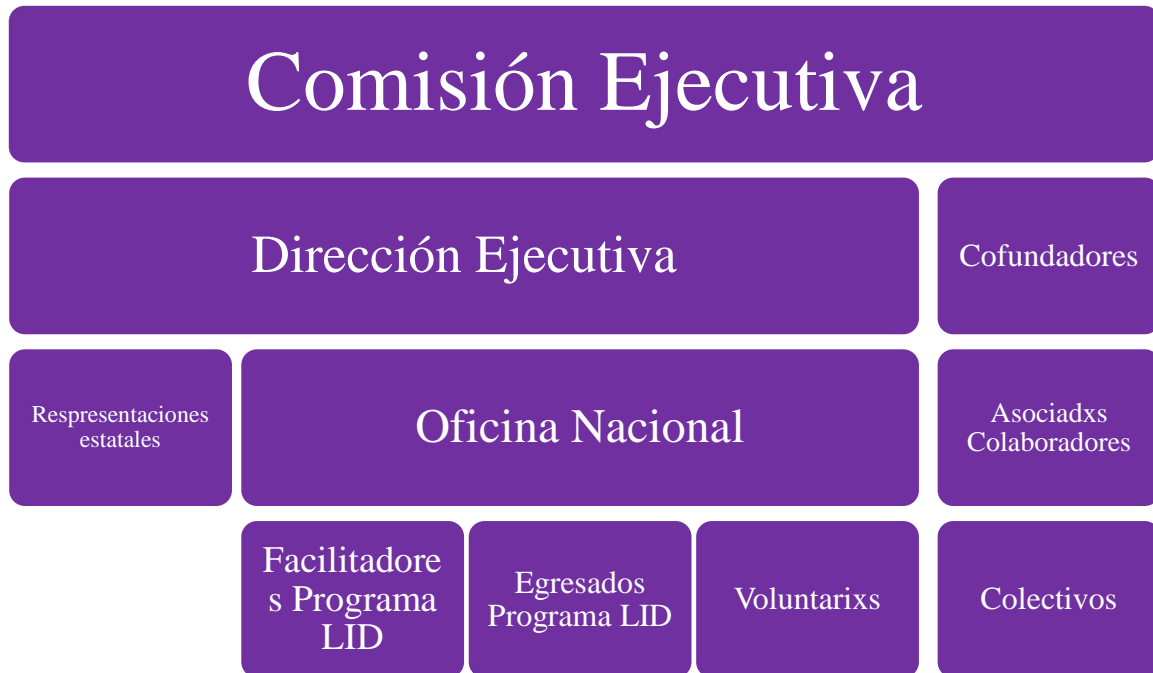 Comisión Ejecutiva
Dirección Ejecutiva
Cofundadores
Respresentaciones
estatales
Oficina Nacional
Asociadxs
Colaboradores
Facilitadore
s Programa
LID
Egresados
Programa LID
Voluntarixs
Colectivos